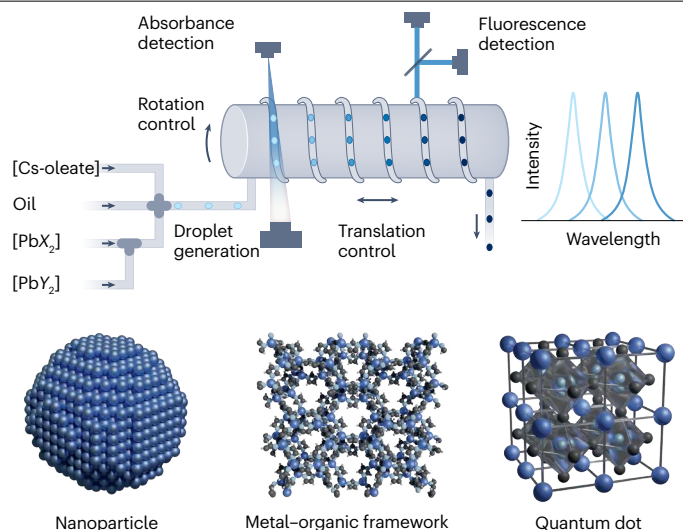 Absorbance
detection
Fluorescence
detection
Rotation
control
[Cs-oleate]
Oil
[PbX₂]
[PbY₂]
Droplet
generation
Translation
control
Intensity
Wavelength
Nanoparticle
Metal–organic framework
Quantum dot